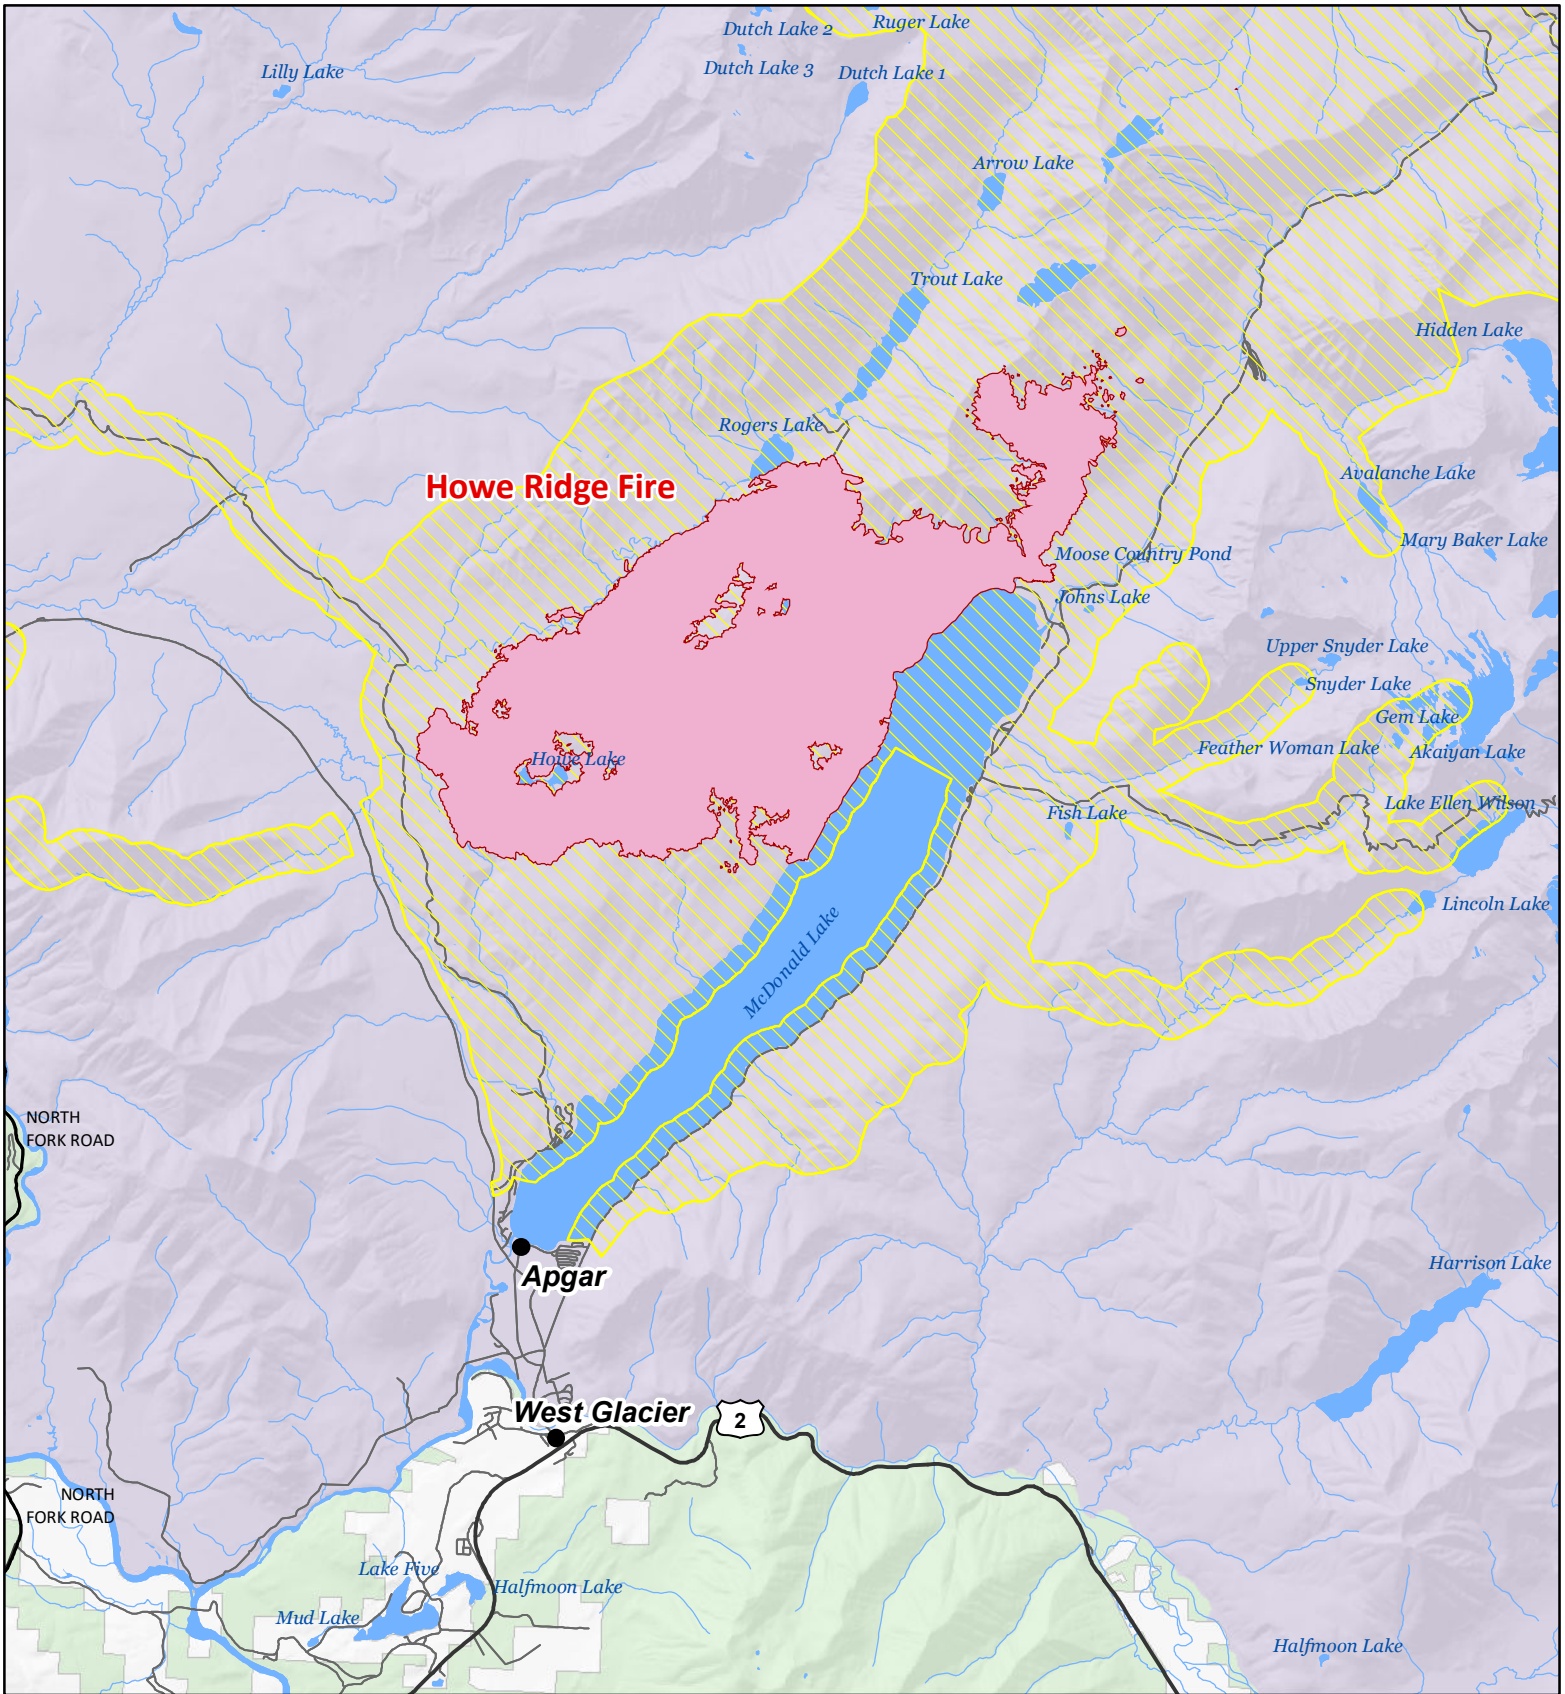 Dutch Lake 2
Ruger Lake
Lilly Lake
Dutch Lake 3
Dutch Lake 1
Arrow Lake
Trout Lake
Hidden Lake
Rogers Lake
Howe Ridge Fire
Avalanche Lake
Mary Baker Lake
Moose Country Pond
Johns Lake
Upper Snyder Lake
Snyder Lake
Gem Lake
Feather Woman Lake
Akaiyan Lake
Howe Lake
Lake Ellen Wilson
Fish Lake
Lincoln Lake
McDonald Lake
NORTH
FORK ROAD
Harrison Lake
Apgar
West Glacier
2
NORTH
FORK ROAD
Lake Five
Halfmoon Lake
Mud Lake
Halfmoon Lake